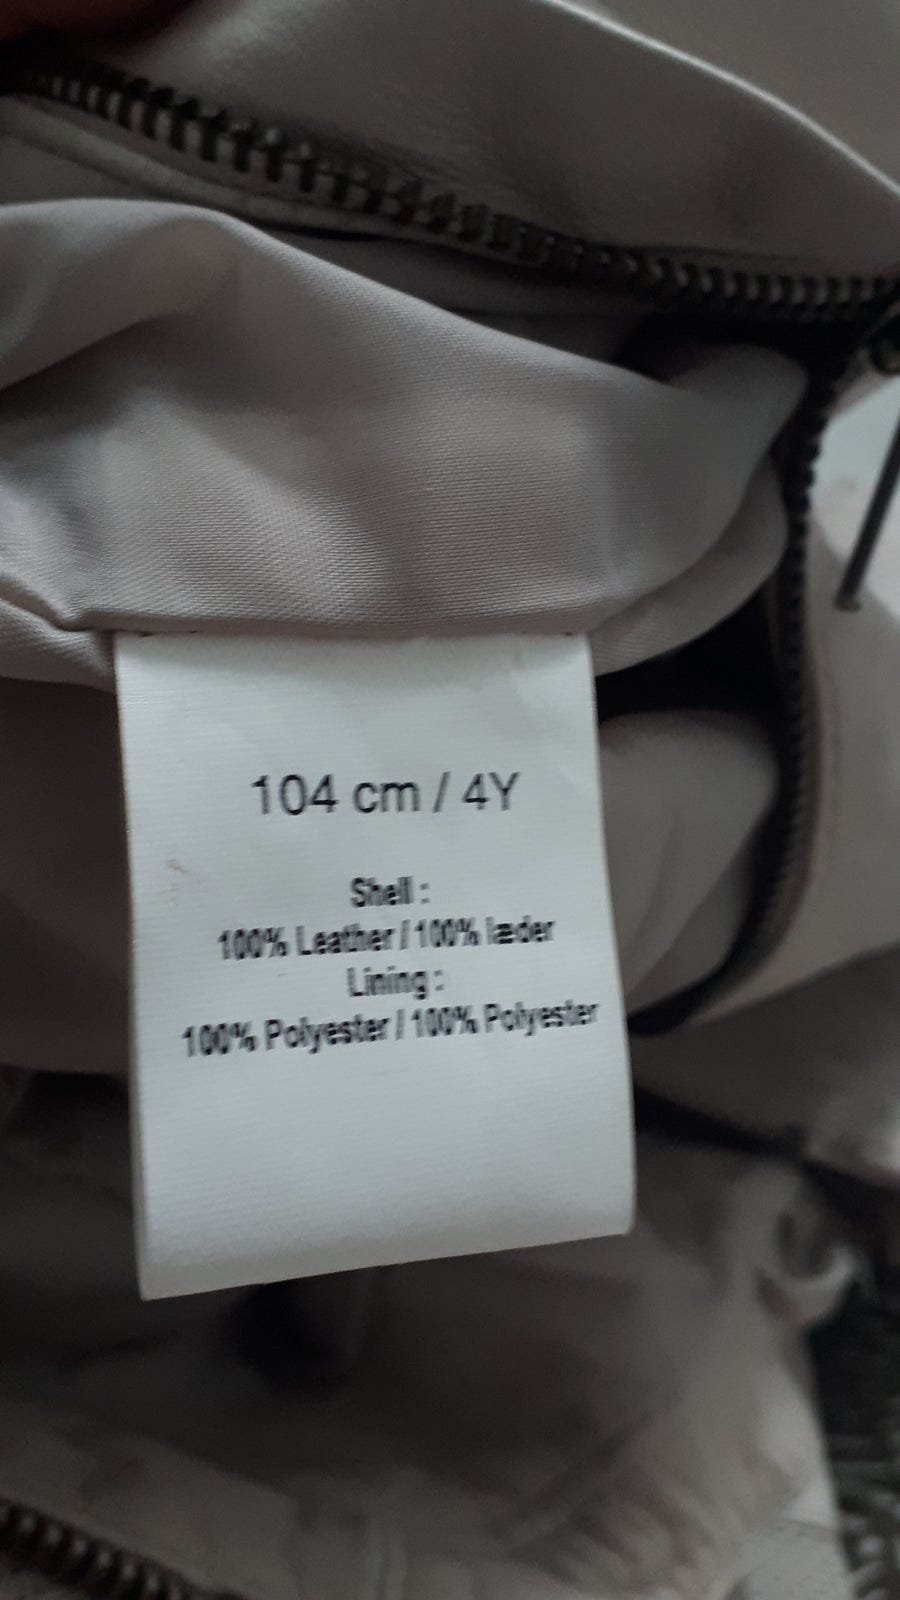 104 cm / 4Y
Shell :
100% Leather / 100% læder
Lining :
100% Polyester / 100% Polyester